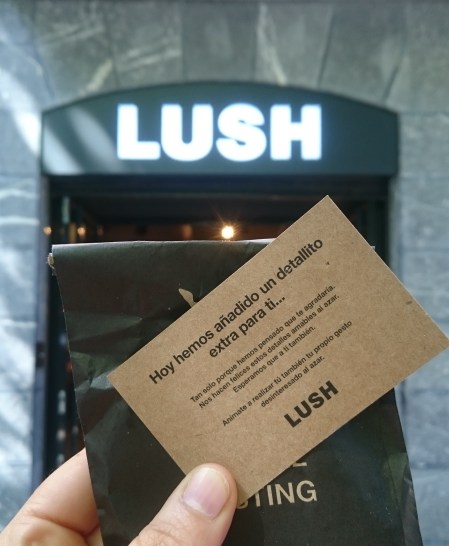 LUSH
Hoy hemos añadido un detallito
extra para ti...
Tan solo porque hemos pensado que te agradaría.
Nos hacen felices estos detalles amables al azar.
Esperamos que a ti también.
Anímate a realizar tú también tu propio gesto
desinteresado al azar.
LUSH